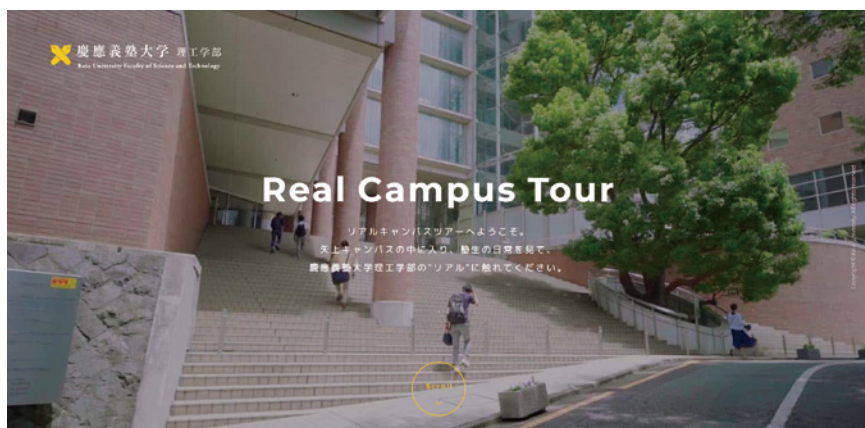 慶應義塾大学 理工学部
Keio University Faculty of Science and Technology
Real Campus Tour
リアルキャンパスツアーへようこそ。
矢上キャンパスの中に入り、塾生の日常を見て、
慶應義塾大学理工学部の“リアル”に触れてください。
Scroll